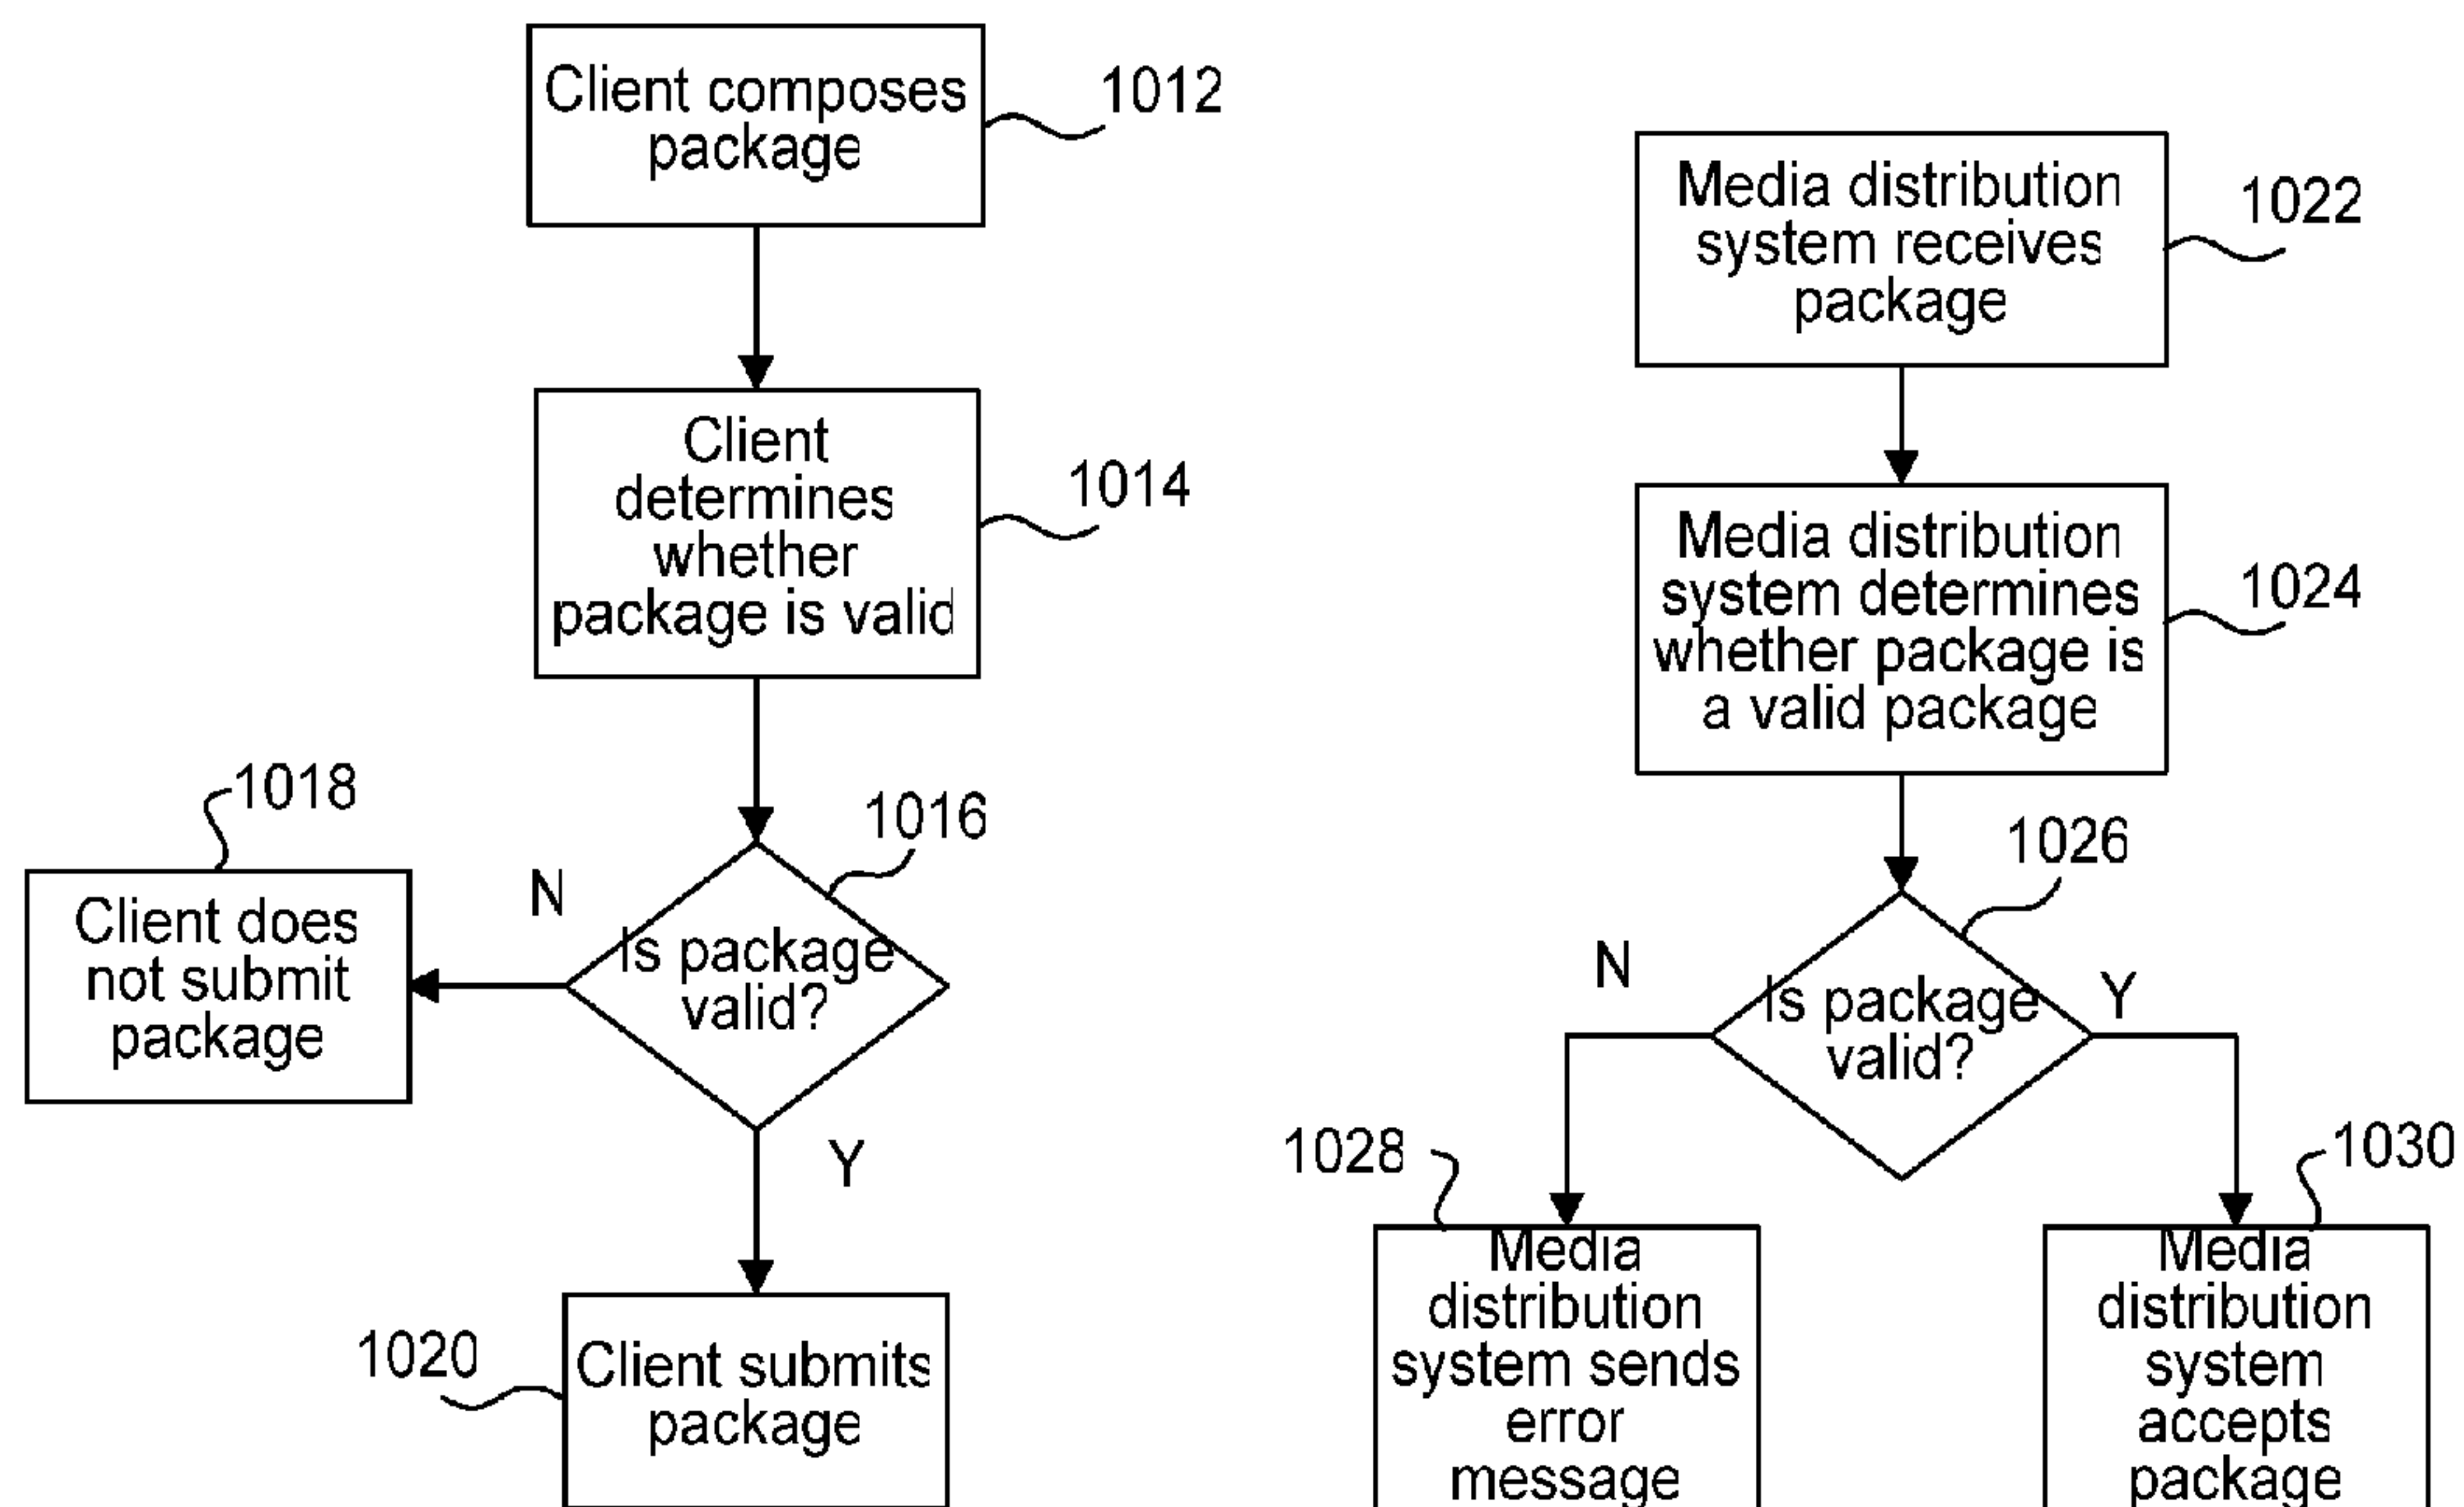 Client composes
package
1012
Client
determines
whether
package is valid
1014
1016
Is package
valid?
N
Y
1018
Client does
not submit
package
1020
Client submits
package
Media distribution
system receives
package
1022
Media distribution
system determines
whether package is
a valid package
1024
1026
Is package
valid?
N
Y
1028
Media
distribution
system sends
error
message
1030
Media
distribution
system
accepts
package